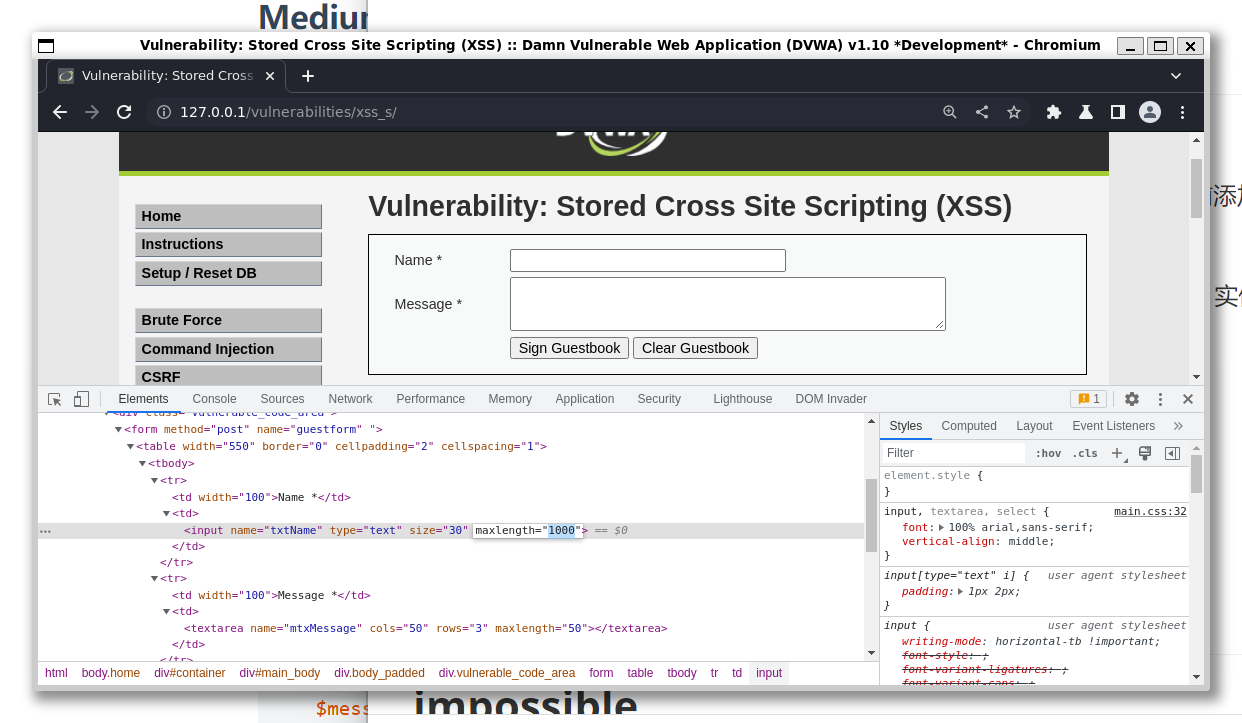 Medium
Vulnerability: Stored Cross Site Scripting (XSS) :: Damn Vulnerable Web Application (DVWA) v1.10 *Development* - Chromium
Vulnerability: Stored Cross
127.0.0.1/vulnerabilities/xss_s/
DVWA
Vulnerability: Stored Cross Site Scripting (XSS)
Home
Instructions
Setup / Reset DB
Brute Force
Command Injection
CSRF
Name *
Message *
Sign Guestbook
Clear Guestbook
添加
实体
Elements Console Sources Network Performance Memory Application Security Lighthouse DOM Invader 1
<div class="vulnerable_code_area">
<form method="post" name="guestform" ">
<table width="550" border="0" cellpadding="2" cellspacing="1">
<tbody>
<tr>
<td width="100">Name *</td>
<td>
<input name="txtName" type="text" size="30" maxlength="1000"> == $0
</td>
</tr>
<tr>
<td width="100">Message *</td>
<td>
<textarea name="mtxMessage" cols="50" rows="3" maxlength="50"></textarea>
</td>
</tr>
html body.home div#container div#main_body div.body_padded div.vulnerable_code_area form table tbody tr td input
Styles Computed Layout Event Listeners »
Filter :hov .cls
element.style {
}
input, textarea, select { main.css:32
font: 100% arial,sans-serif;
vertical-align: middle;
}
input[type="text" i] { user agent stylesheet
padding: 1px 2px;
}
input { user agent stylesheet
writing-mode: horizontal-tb !important;
font-style: ;
font-variant-ligatures: ;
font-variant-caps: ;
$mess
impossible